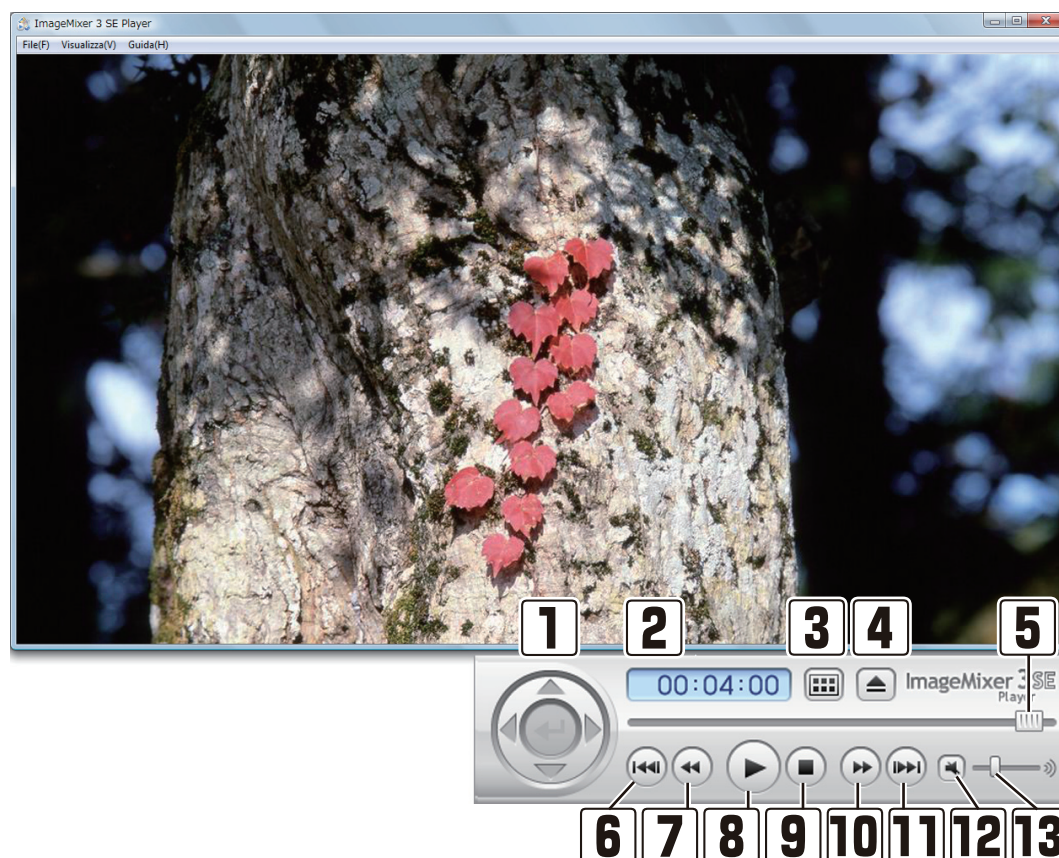 ImageMixer 3 SE Player
File(F) Visualizza(V) Guida(H)
1 2 3 4 5
00:04:00
ImageMixer 3 SE
Player
6 7 8 9 10 11 12 13